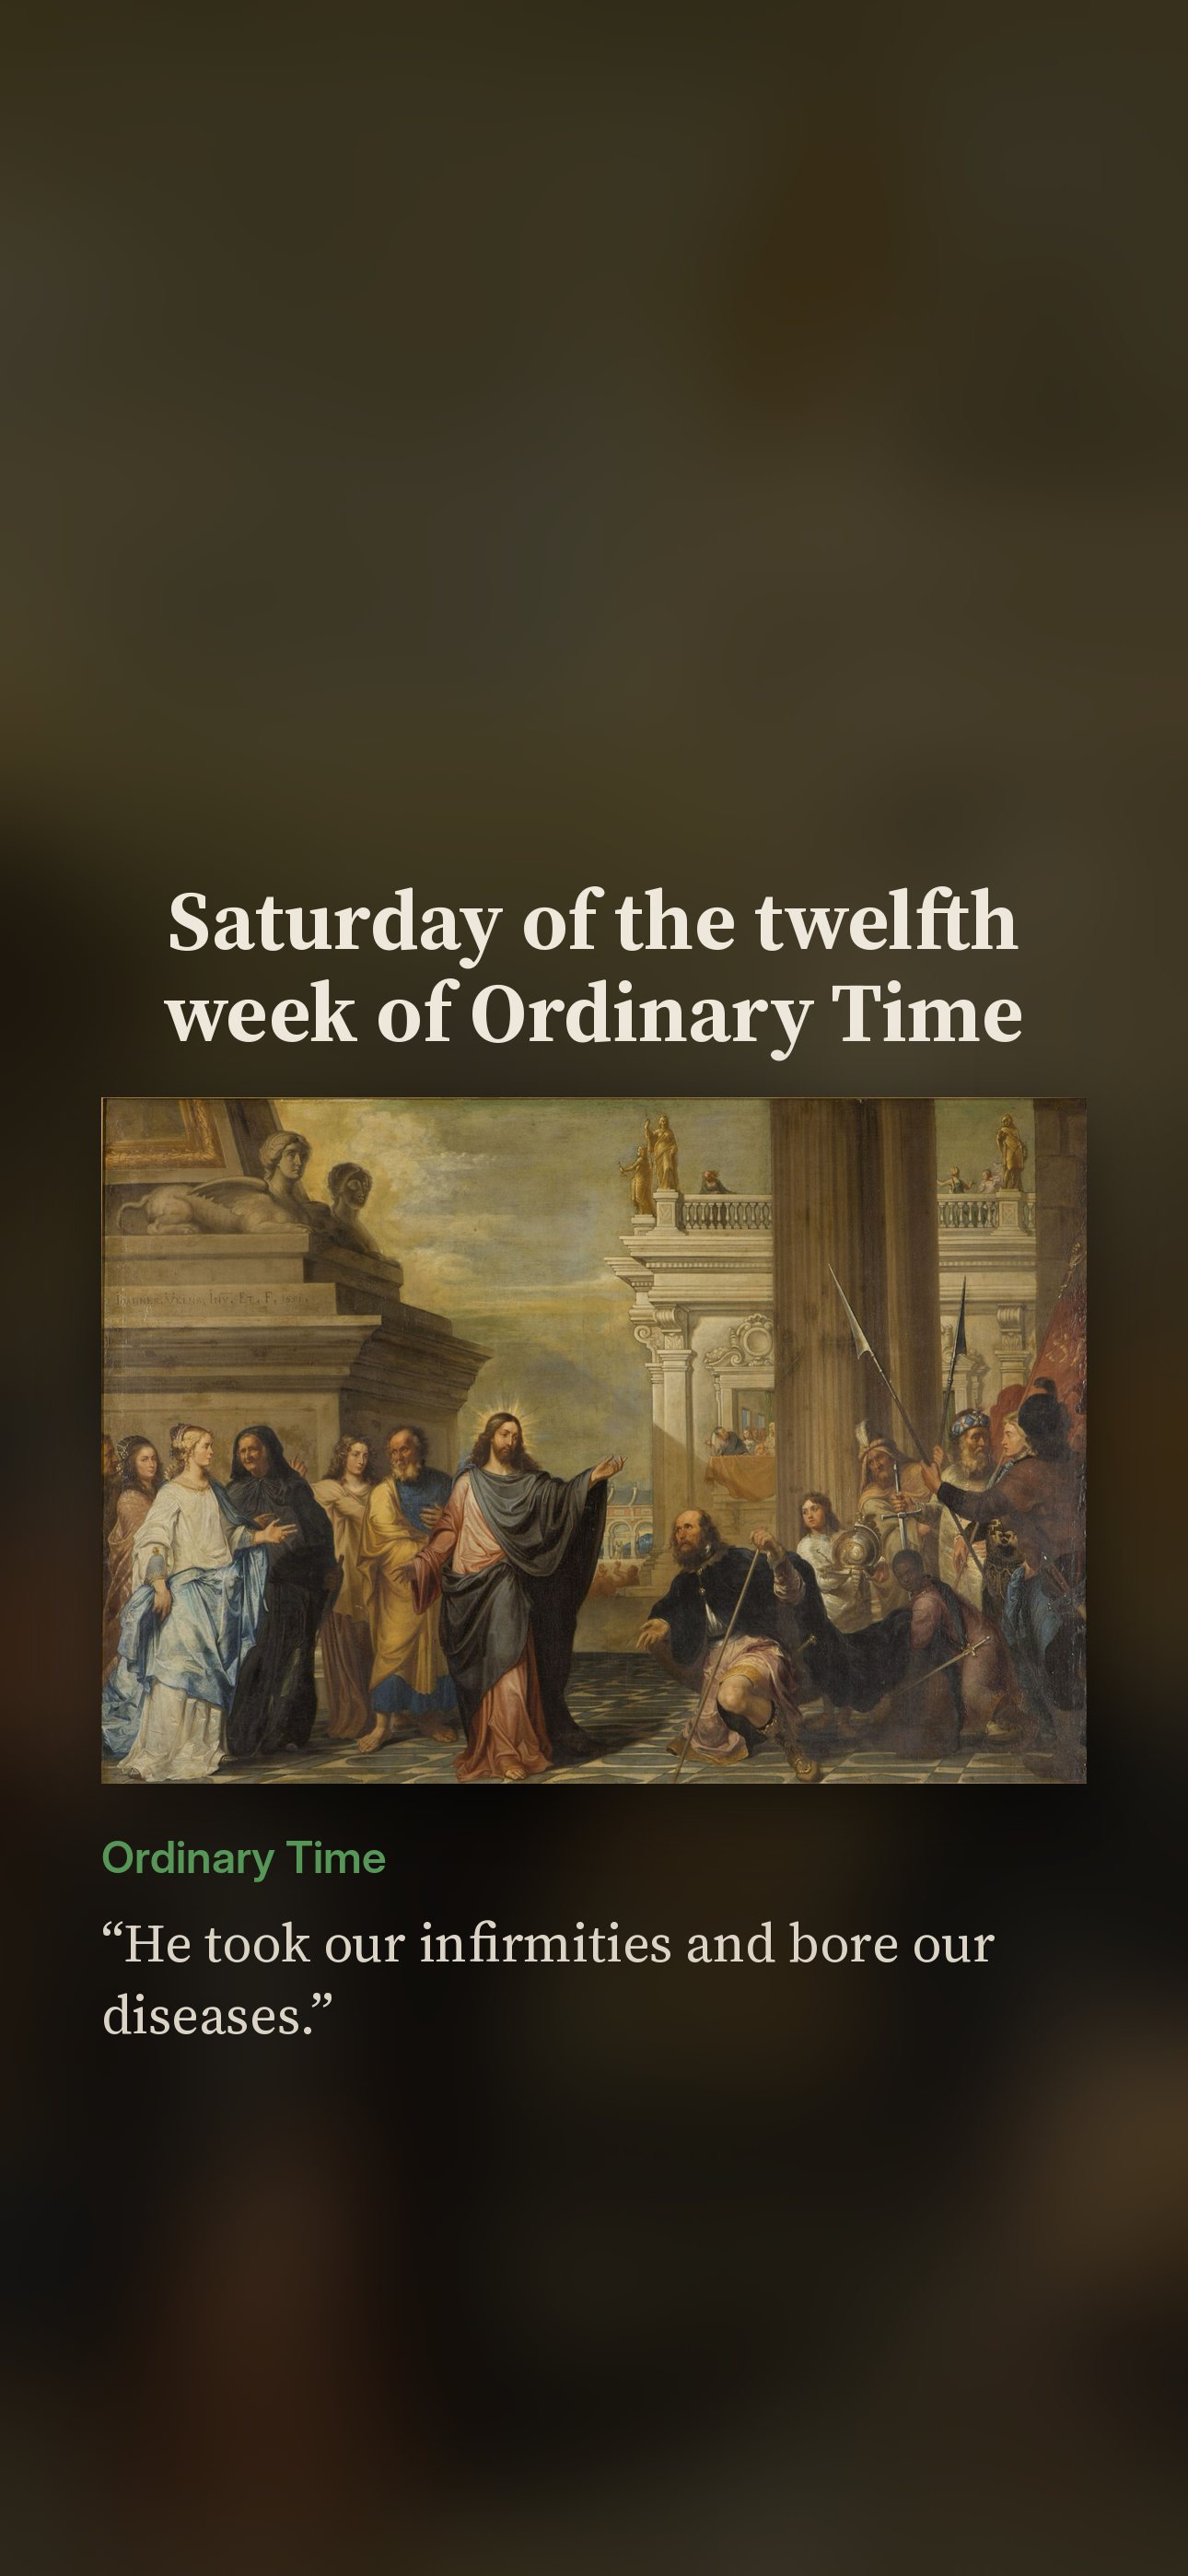 Saturday of the twelfth
week of Ordinary Time
Ordinary Time
“He took our infirmities and bore our
diseases.”